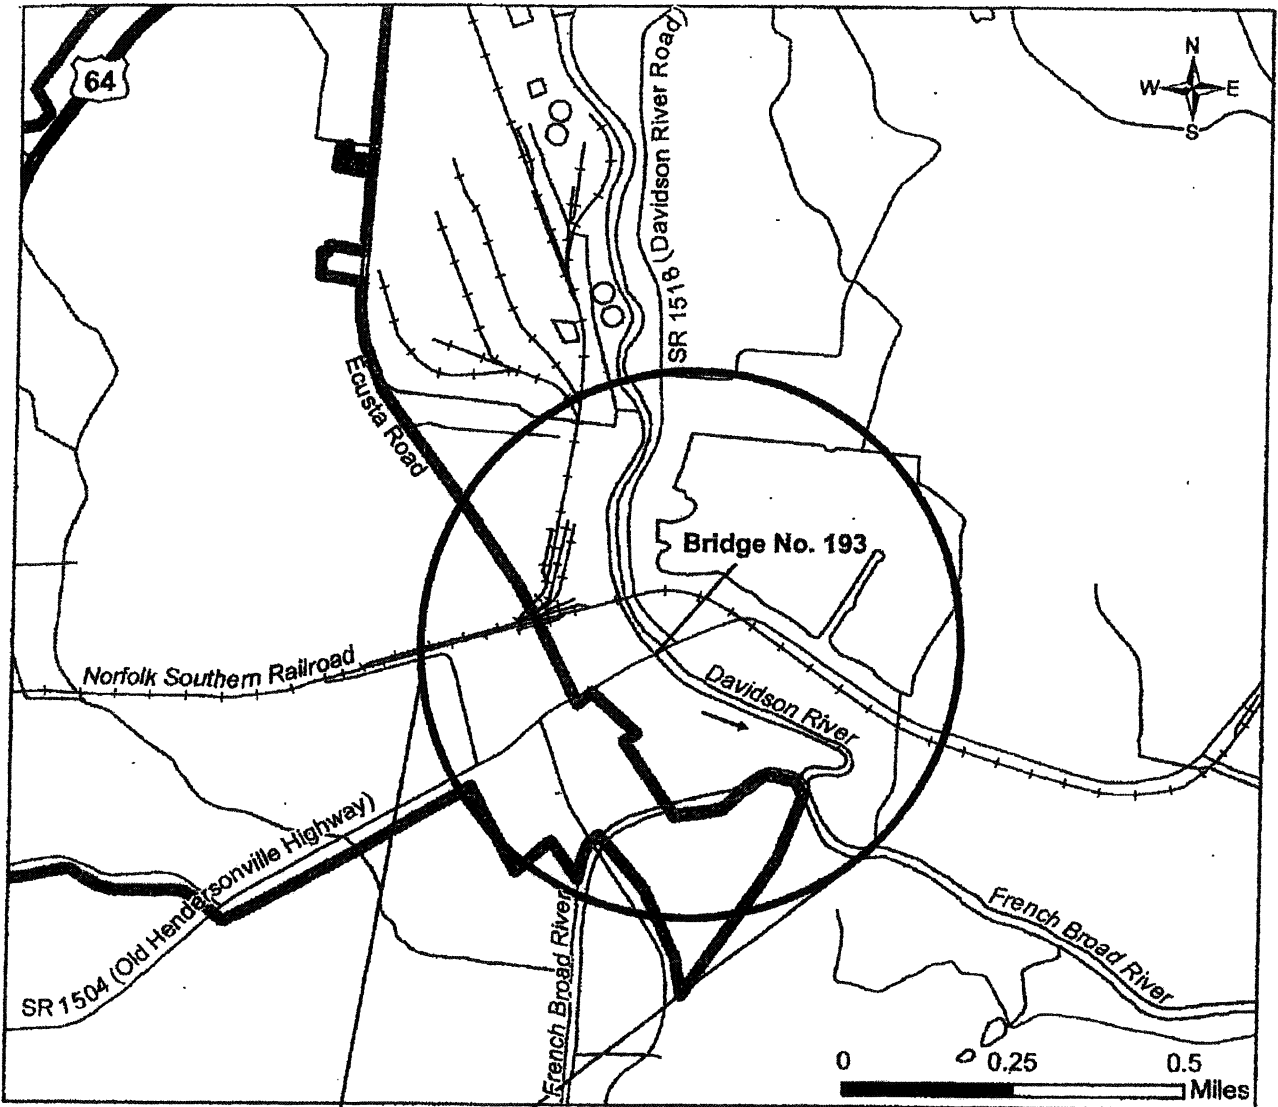 64
N
W E
S
SR 1518 (Davidson River Road)
Ecusta Road
Bridge No. 193
Norfolk Southern Railroad
Davidson River
SR 1504 (Old Hendersonville Highway)
French Broad River
French Broad River
0 0.25 0.5
Miles